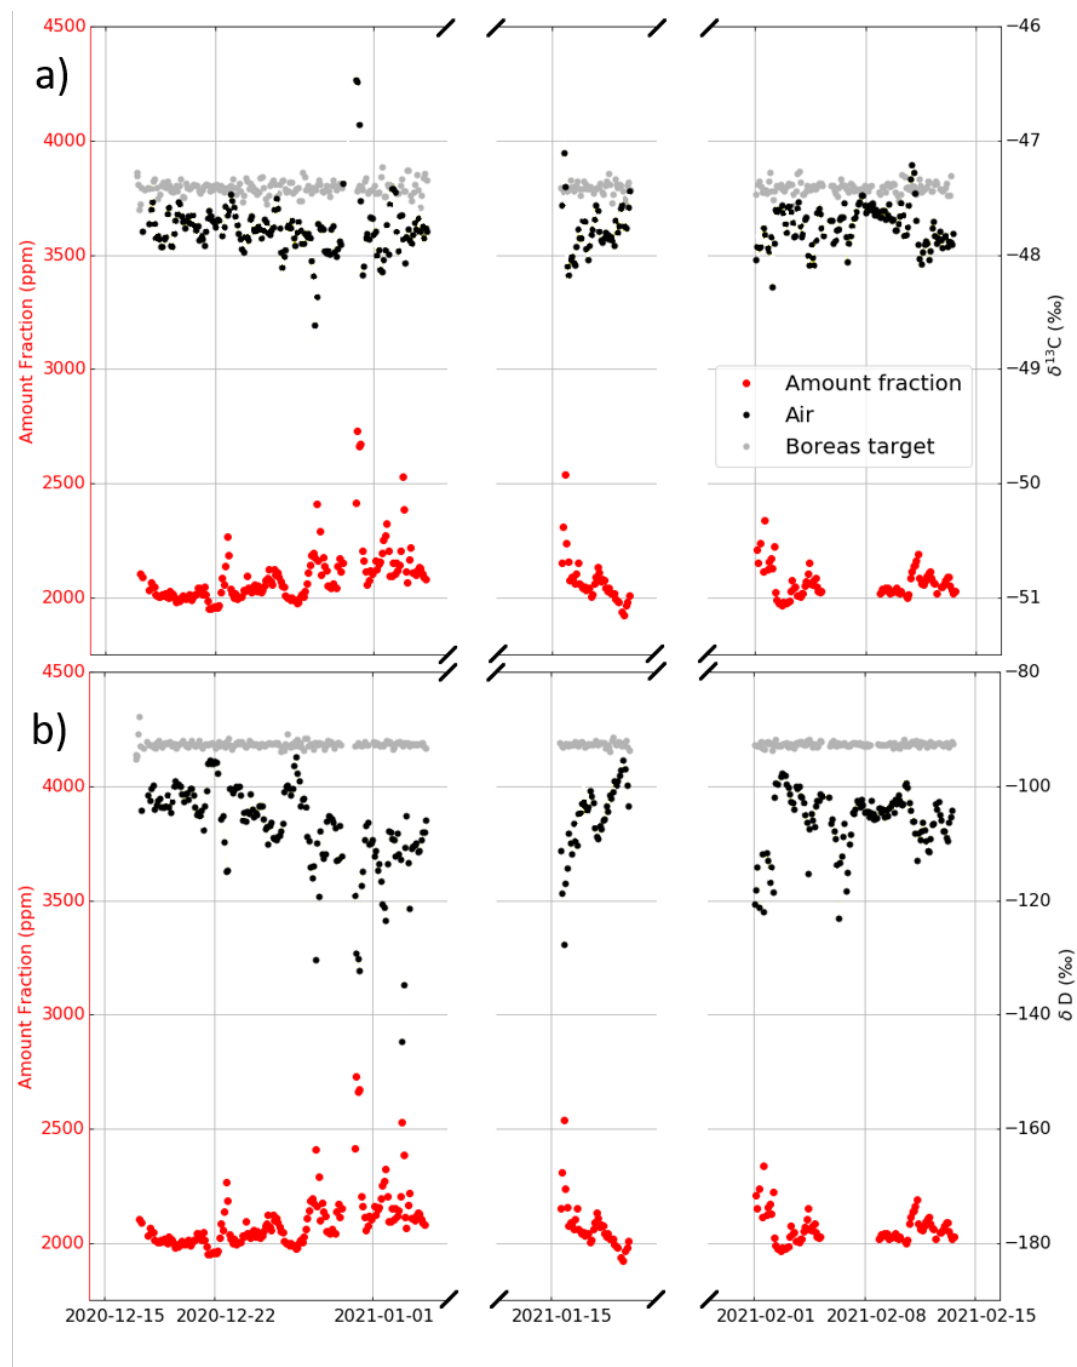 a)
4500
4000
3500
3000
2500
2000
Amount Fraction (ppm)
−46
−47
−48
−49
−50
−51
δ¹³C (‰)
Amount fraction
Air
Boreas target
b)
4500
4000
3500
3000
2500
2000
Amount Fraction (ppm)
−80
−100
−120
−140
−160
−180
δ D (‰)
2020-12-15 2020-12-22 2021-01-01 2021-01-15 2021-02-01 2021-02-08 2021-02-15